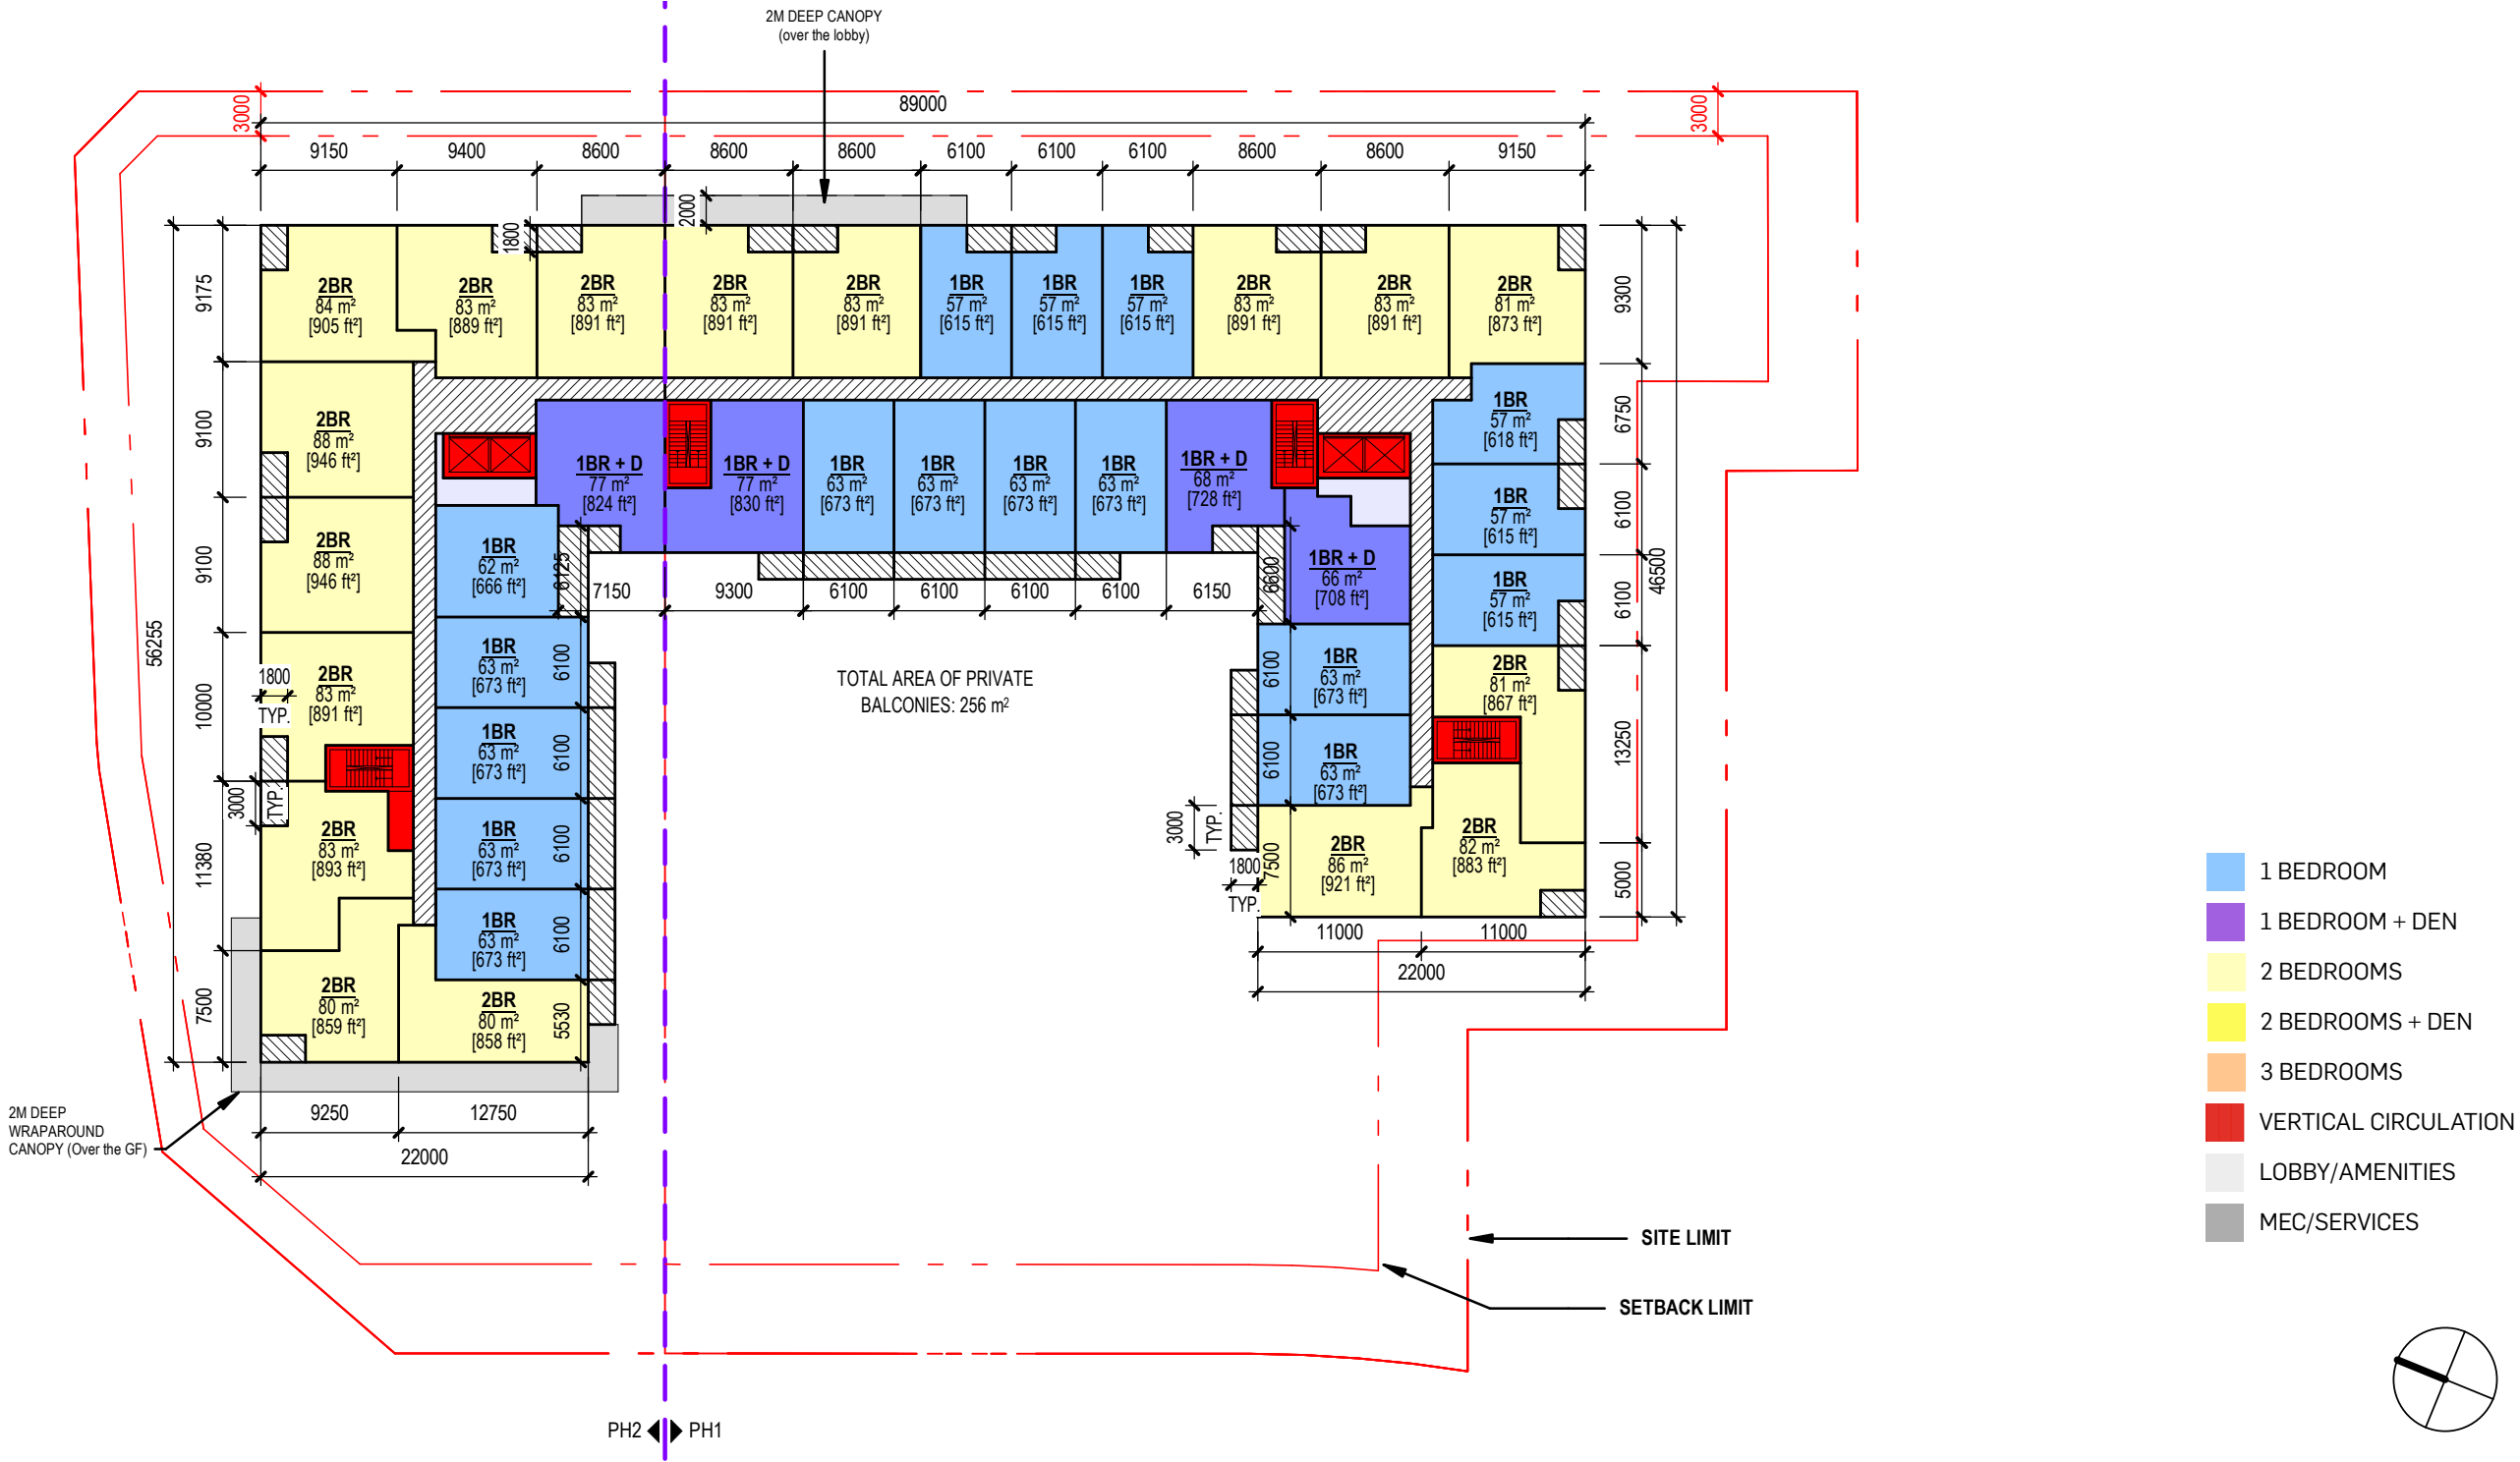 2M DEEP CANOPY
(over the lobby)
3000
89000
3000
9150
9400
8600
8600
8600
6100
6100
6100
8600
8600
9150
2000
1800
9175
9100
9100
10000
11380
7500
56255
2BR
84 m²
[905 ft²]
2BR
83 m²
[889 ft²]
2BR
83 m²
[891 ft²]
2BR
83 m²
[891 ft²]
2BR
83 m²
[891 ft²]
1BR
57 m²
[615 ft²]
1BR
57 m²
[615 ft²]
1BR
57 m²
[615 ft²]
2BR
83 m²
[891 ft²]
2BR
83 m²
[891 ft²]
2BR
81 m²
[873 ft²]
9300
6750
6100
6100
46500
13250
5000
2BR
88 m²
[946 ft²]
1BR + D
77 m²
[824 ft²]
1BR + D
77 m²
[830 ft²]
1BR
63 m²
[673 ft²]
1BR
63 m²
[673 ft²]
1BR
63 m²
[673 ft²]
1BR
63 m²
[673 ft²]
1BR + D
68 m²
[728 ft²]
1BR
57 m²
[618 ft²]
2BR
88 m²
[946 ft²]
1BR
62 m²
[666 ft²]
6125
7150
9300
6100
6100
6100
6100
6150
6600
1BR + D
66 m²
[708 ft²]
1BR
57 m²
[615 ft²]
1BR
57 m²
[615 ft²]
2BR
83 m²
[891 ft²]
1800
TYP.
1BR
63 m²
[673 ft²]
6100
TOTAL AREA OF PRIVATE
BALCONIES: 256 m²
6100
1BR
63 m²
[673 ft²]
2BR
81 m²
[867 ft²]
1BR
63 m²
[673 ft²]
6100
6100
1BR
63 m²
[673 ft²]
3000
TYP.
2BR
83 m²
[893 ft²]
1BR
63 m²
[673 ft²]
6100
3000
TYP.
1800
TYP.
7500
2BR
86 m²
[921 ft²]
2BR
82 m²
[883 ft²]
1BR
63 m²
[673 ft²]
6100
11000
11000
22000
2BR
80 m²
[859 ft²]
2BR
80 m²
[858 ft²]
5530
2M DEEP
WRAPAROUND
CANOPY (Over the GF)
9250
12750
22000
SITE LIMIT
SETBACK LIMIT
PH2
PH1
1 BEDROOM
1 BEDROOM + DEN
2 BEDROOMS
2 BEDROOMS + DEN
3 BEDROOMS
VERTICAL CIRCULATION
LOBBY/AMENITIES
MEC/SERVICES